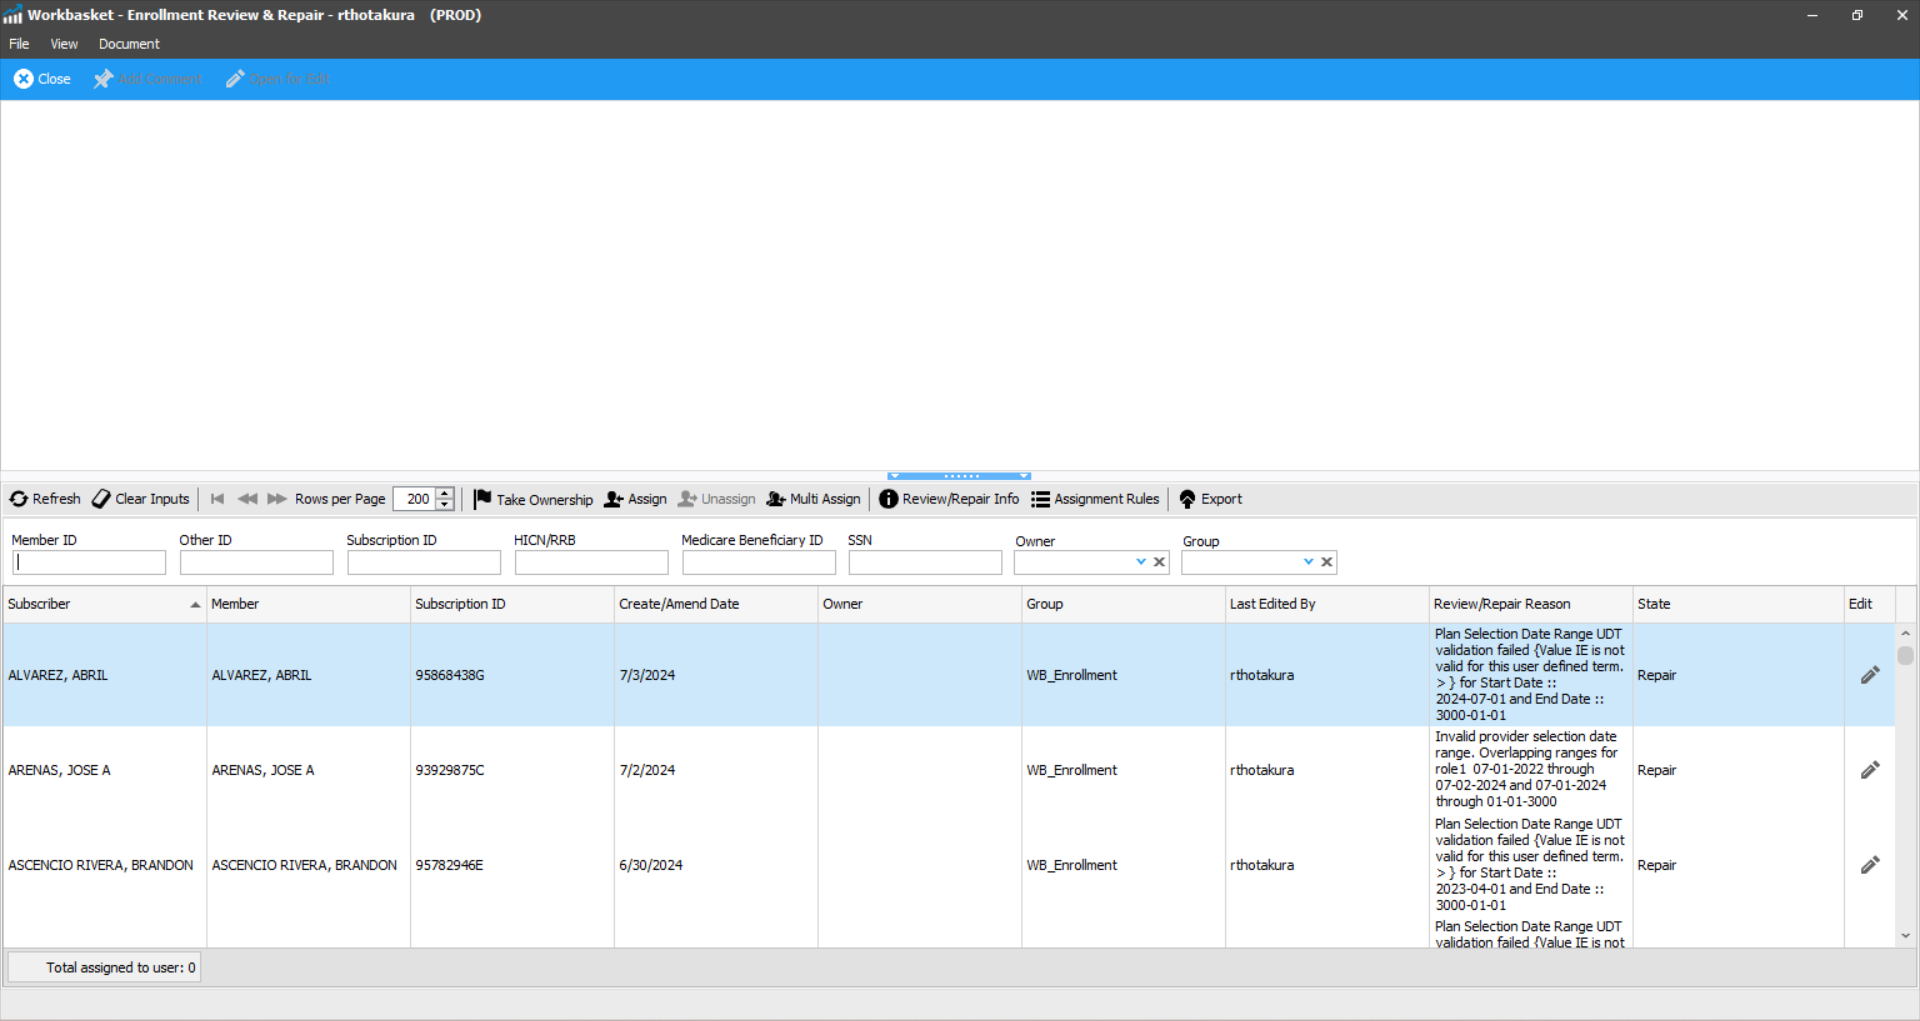 Workbasket - Enrollment Review & Repair - rthotakura (PROD)
File View Document
Close Add Comment Open for Edit
Refresh Clear Inputs Rows per Page 200 Take Ownership Assign Unassign Multi Assign Review/Repair Info Assignment Rules Export
Member ID Other ID Subscription ID HICN/RRB Medicare Beneficiary ID SSN Owner Group
Subscriber Member Subscription ID Create/Amend Date Owner Group Last Edited By Review/Repair Reason State Edit
Plan Selection Date Range UDT
validation failed {Value IE is not
valid for this user defined term.
ALVAREZ, ABRIL ALVAREZ, ABRIL 95868438G 7/3/2024 WB_Enrollment rthotakura > } for Start Date :: Repair
2024-07-01 and End Date ::
3000-01-01
Invalid provider selection date
range. Overlapping ranges for
ARENAS, JOSE A ARENAS, JOSE A 93929875C 7/2/2024 WB_Enrollment rthotakura role1 07-01-2022 through Repair
07-02-2024 and 07-01-2024
through 01-01-3000
Plan Selection Date Range UDT
validation failed {Value IE is not
valid for this user defined term.
ASCENCIO RIVERA, BRANDON ASCENCIO RIVERA, BRANDON 95782946E 6/30/2024 WB_Enrollment rthotakura > } for Start Date :: Repair
2023-04-01 and End Date ::
3000-01-01
Plan Selection Date Range UDT
validation failed {Value IE is not
Total assigned to user: 0